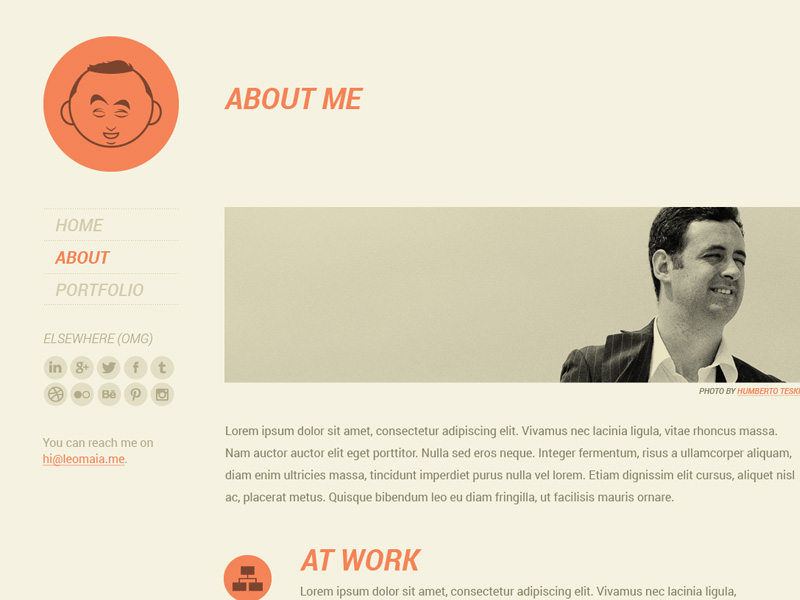 ABOUT ME
HOME
ABOUT
PORTFOLIO
ELSEWHERE (OMG)
in g+ f t
Bē
You can reach me on
hi@leomaia.me.
PHOTO BY HUMBERTO TESKI
Lorem ipsum dolor sit amet, consectetur adipiscing elit. Vivamus nec lacinia ligula, vitae rhoncus massa.
Nam auctor auctor elit eget porttitor. Nulla sed eros neque. Integer fermentum, risus a ullamcorper aliquam,
diam enim ultricies massa, tincidunt imperdiet purus nulla vel lorem. Etiam dignissim elit cursus, aliquet nisl
ac, placerat metus. Quisque bibendum leo eu diam fringilla, ut facilisis mauris ornare.
AT WORK
Lorem ipsum dolor sit amet, consectetur adipiscing elit. Vivamus nec lacinia ligula,